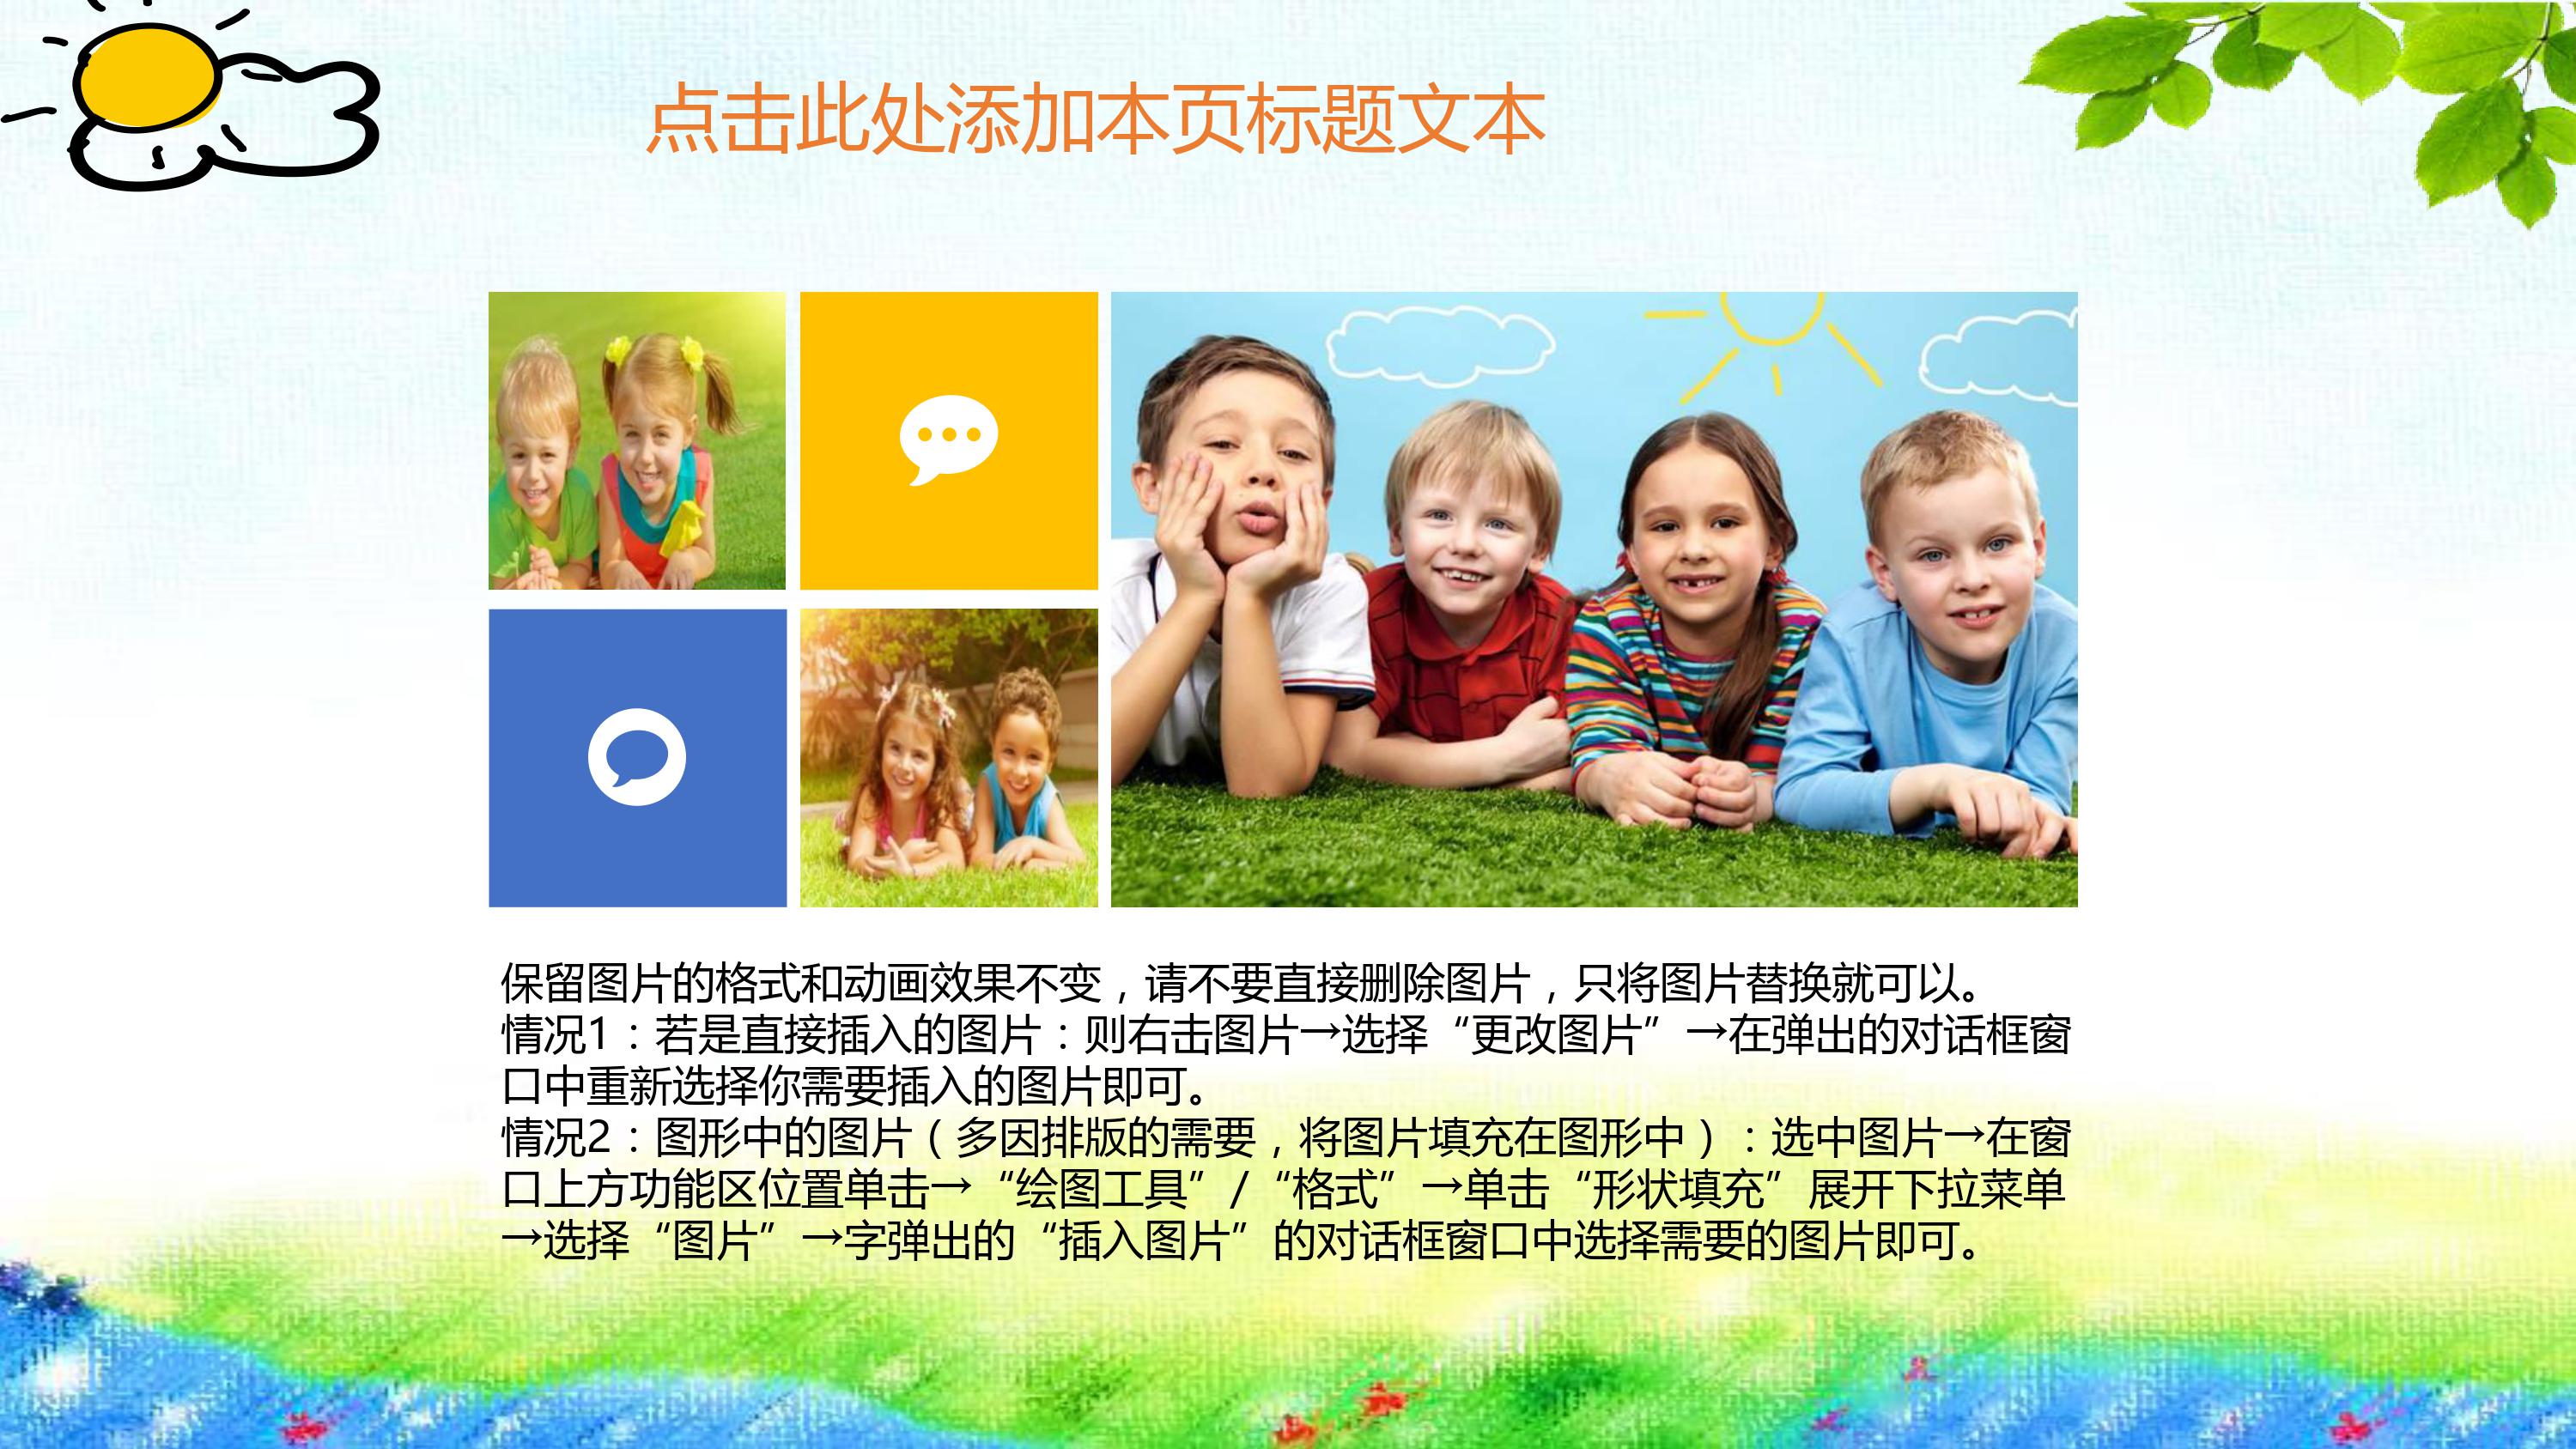 点击此处添加本页标题文本
保留图片的格式和动画效果不变，请不要直接删除图片，只将图片替换就可以。
情况1：若是直接插入的图片：则右击图片→选择“更改图片”→在弹出的对话框窗
口中重新选择你需要插入的图片即可。
情况2：图形中的图片（多因排版的需要，将图片填充在图形中）：选中图片→在窗
口上方功能区位置单击→“绘图工具”/“格式”→单击“形状填充”展开下拉菜单
→选择“图片”→字弹出的“插入图片”的对话框窗口中选择需要的图片即可。